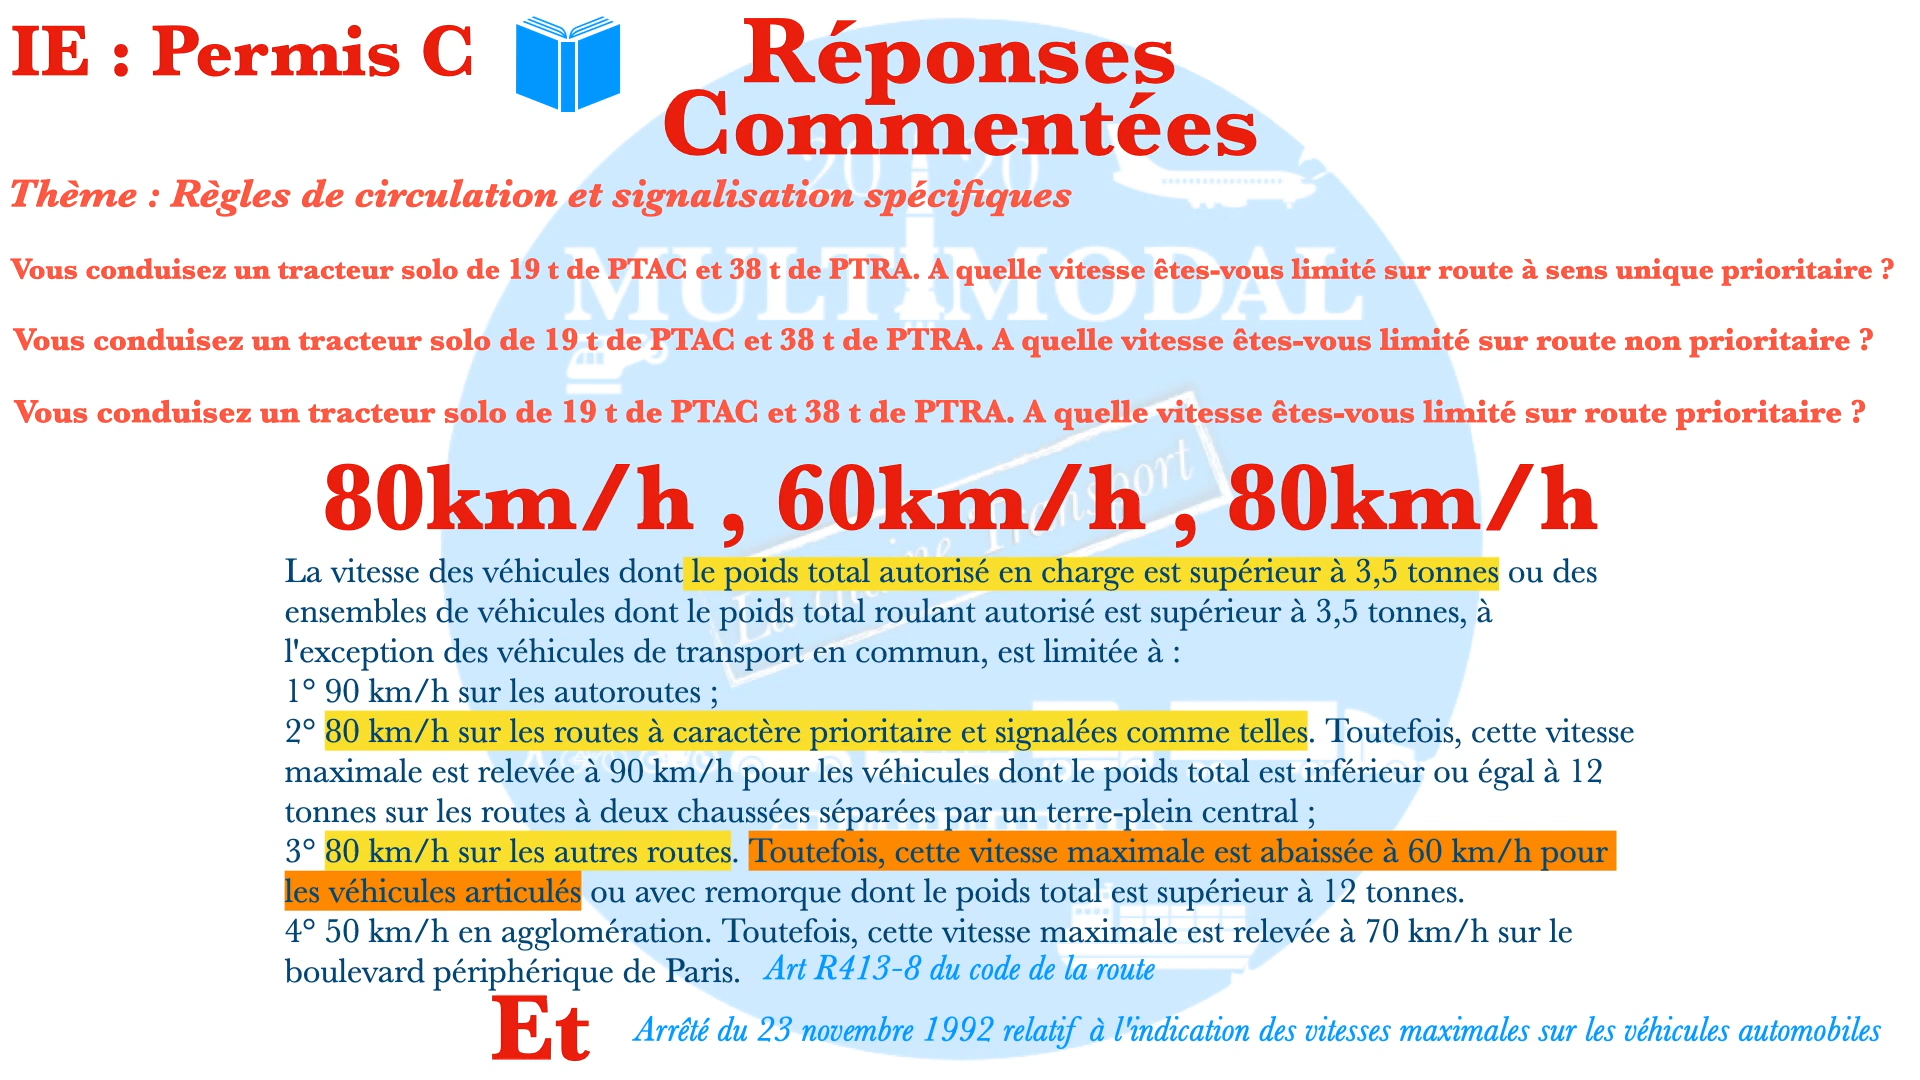 IE : Permis C
Réponses
Commentées
Thème : Règles de circulation et signalisation spécifiques
Vous conduisez un tracteur solo de 19 t de PTAC et 38 t de PTRA. A quelle vitesse êtes-vous limité sur route à sens unique prioritaire ?
Vous conduisez un tracteur solo de 19 t de PTAC et 38 t de PTRA. A quelle vitesse êtes-vous limité sur route non prioritaire ?
Vous conduisez un tracteur solo de 19 t de PTAC et 38 t de PTRA. A quelle vitesse êtes-vous limité sur route prioritaire ?
80km/h , 60km/h , 80km/h
La vitesse des véhicules dont le poids total autorisé en charge est supérieur à 3,5 tonnes ou des
ensembles de véhicules dont le poids total roulant autorisé est supérieur à 3,5 tonnes, à
l'exception des véhicules de transport en commun, est limitée à :
1° 90 km/h sur les autoroutes ;
2° 80 km/h sur les routes à caractère prioritaire et signalées comme telles. Toutefois, cette vitesse
maximale est relevée à 90 km/h pour les véhicules dont le poids total est inférieur ou égal à 12
tonnes sur les routes à deux chaussées séparées par un terre-plein central ;
3° 80 km/h sur les autres routes. Toutefois, cette vitesse maximale est abaissée à 60 km/h pour
les véhicules articulés ou avec remorque dont le poids total est supérieur à 12 tonnes.
4° 50 km/h en agglomération. Toutefois, cette vitesse maximale est relevée à 70 km/h sur le
boulevard périphérique de Paris. Art R413-8 du code de la route
Et Arrêté du 23 novembre 1992 relatif à l'indication des vitesses maximales sur les véhicules automobiles
20 20
MULTIMODAL
La chaîne Transport